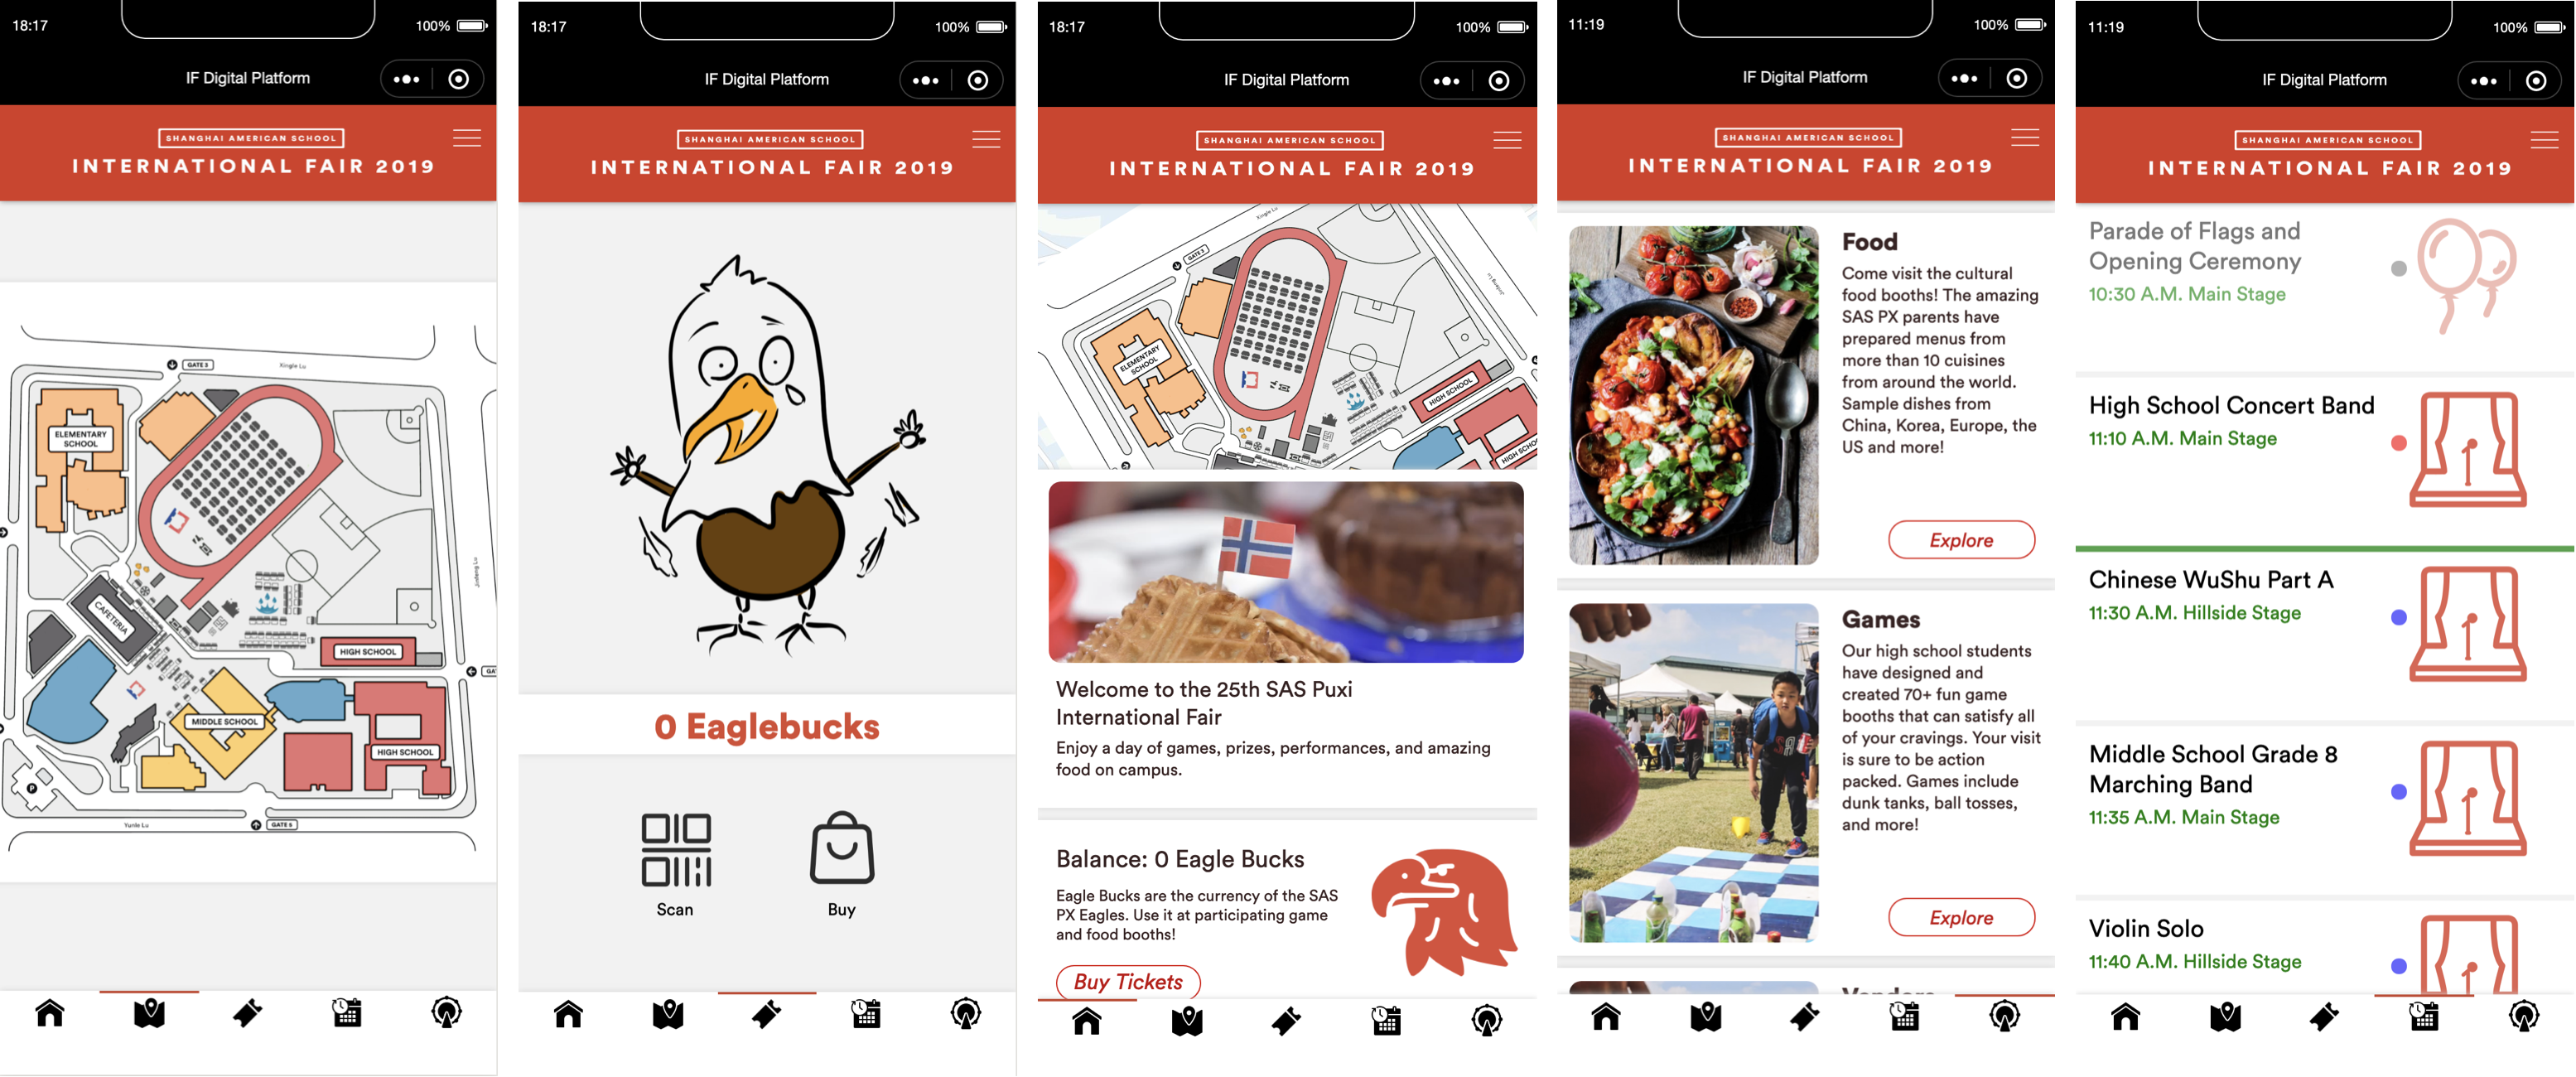 18:17
100%
IF Digital Platform
SHANGHAI AMERICAN SCHOOL
INTERNATIONAL FAIR 2019
GATE 3
Xingle Lu
ELEMENTARY
SCHOOL
Jinfeng Lu
CAFETERIA
HIGH SCHOOL
GA
MIDDLE SCHOOL
HIGH SCHOOL
P
Yunle Lu
GATE 5
18:17
100%
IF Digital Platform
SHANGHAI AMERICAN SCHOOL
INTERNATIONAL FAIR 2019
0 Eaglebucks
Scan
Buy
18:17
100%
IF Digital Platform
SHANGHAI AMERICAN SCHOOL
INTERNATIONAL FAIR 2019
Xingle Lu
GATE 3
ELEMENTARY
SCHOOL
HIGH SCHOOL
HIGH SCHO
Welcome to the 25th SAS Puxi
International Fair
Enjoy a day of games, prizes, performances, and amazing
food on campus.
Balance: 0 Eagle Bucks
Eagle Bucks are the currency of the SAS
PX Eagles. Use it at participating game
and food booths!
Buy Tickets
11:19
100%
IF Digital Platform
SHANGHAI AMERICAN SCHOOL
INTERNATIONAL FAIR 2019
Food
Come visit the cultural
food booths! The amazing
SAS PX parents have
prepared menus from
more than 10 cuisines
from around the world.
Sample dishes from
China, Korea, Europe, the
US and more!
Explore
Games
Our high school students
have designed and
created 70+ fun game
booths that can satisfy all
of your cravings. Your visit
is sure to be action
packed. Games include
dunk tanks, ball tosses,
and more!
Explore
11:19
100%
IF Digital Platform
SHANGHAI AMERICAN SCHOOL
INTERNATIONAL FAIR 2019
Parade of Flags and
Opening Ceremony
10:30 A.M. Main Stage
High School Concert Band
11:10 A.M. Main Stage
Chinese WuShu Part A
11:30 A.M. Hillside Stage
Middle School Grade 8
Marching Band
11:35 A.M. Main Stage
Violin Solo
11:40 A.M. Hillside Stage